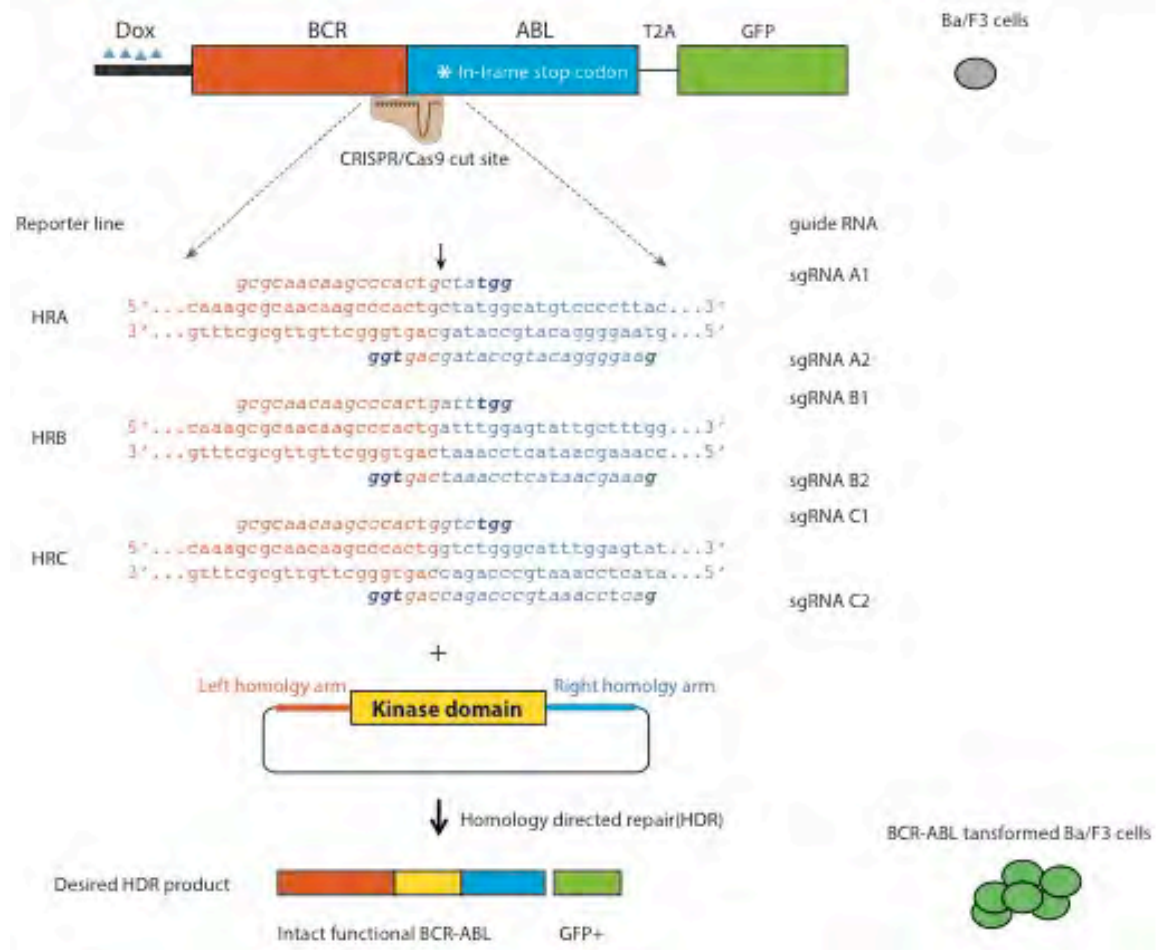 Dox BCR ABL T2A GFP Ba/F3 cells
* In-frame stop codon
CRISPR/Cas9 cut site
Reporter line guide RNA
gcgcaacaagcccactgctatgg sgRNA A1
HRA
5'...caaagcgcaacaagcccactgctatggcatgtccccttac...3'
3'...gtttcgcgttgttcgggtgacgataccgtacaggggaatg...5'
ggtgacgataccgtacaggggaag sgRNA A2
gcgcaacaagcccactgatttgg sgRNA B1
HRB
5'...caaagcgcaacaagcccactgatttggagtattgctttgg...3'
3'...gtttcgcgttgttcgggtgactaaacctcataacgaaacc...5'
ggtgactaaacctcataacgaaag sgRNA B2
gcgcaacaagcccactggtctgg sgRNA C1
HRC
5'...caaagcgcaacaagcccactggtctgggcatttggagtat...3'
3'...gtttcgcgttgttcgggtgaccagacccgtaaacctcata...5'
ggtgaccagacccgtaaacctcag sgRNA C2
+
Left homolgy arm Right homolgy arm
Kinase domain
Homology directed repair(HDR)
BCR-ABL tansformed Ba/F3 cells
Desired HDR product
Intact functional BCR-ABL GFP+